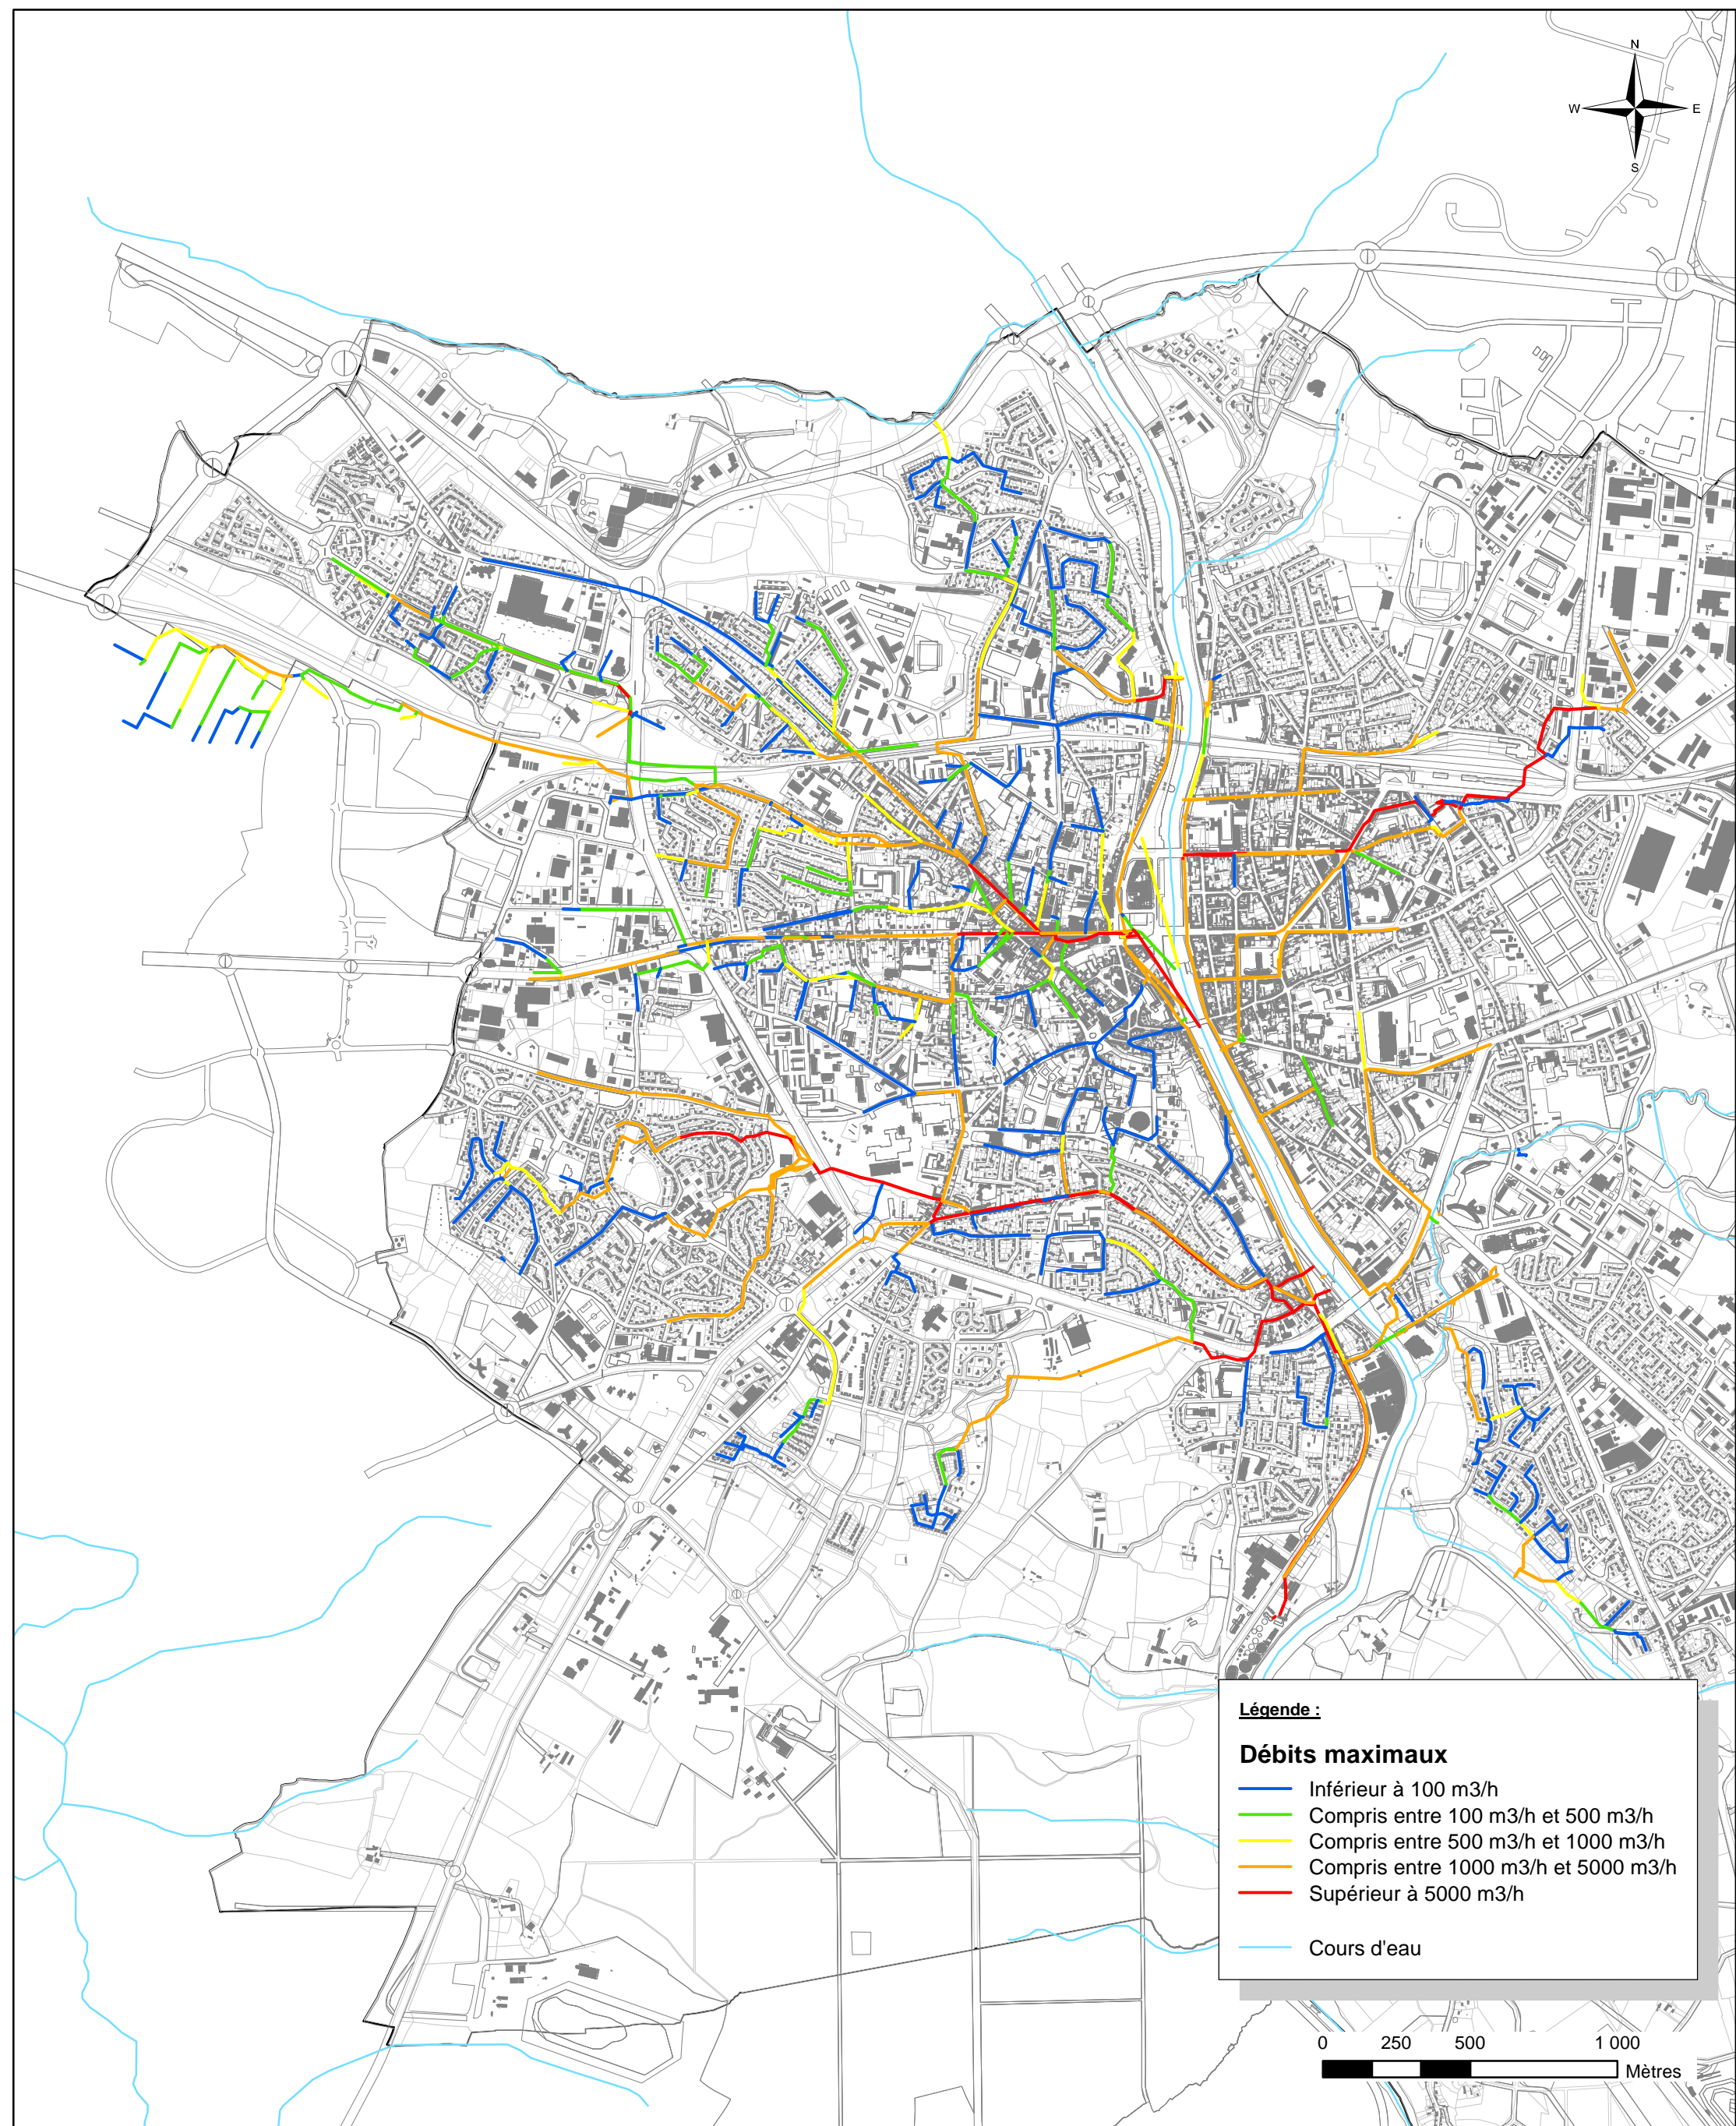 N
W E
S
Légende :
Débits maximaux
Inférieur à 100 m3/h
Compris entre 100 m3/h et 500 m3/h
Compris entre 500 m3/h et 1000 m3/h
Compris entre 1000 m3/h et 5000 m3/h
Supérieur à 5000 m3/h
Cours d'eau
0 250 500 1 000
Mètres